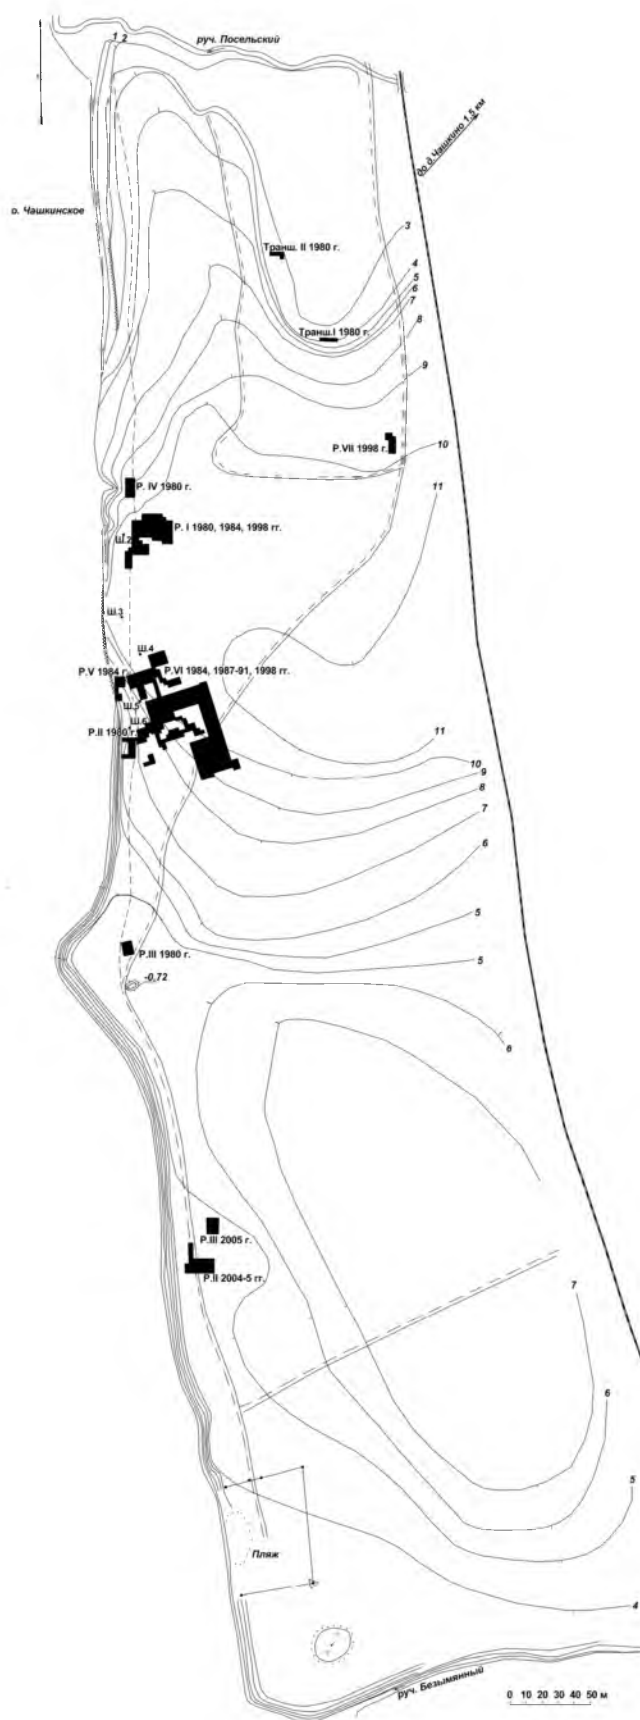 1 2
руч. Посельский
до д.Чашкино 1,5 км
о. Чашкинское
3
Транш. II 1980 г.
4
5
6
7
Транш.I 1980 г.
8
9
Р.VII 1998 г.
10
Р. IV 1980 г.
11
Р. I 1980, 1984, 1998 гг.
Ш.2
Ш.3
Ш.4
Р.V 1984 г.
Р.VI 1984, 1987-91, 1998 гг.
Ш.5
Ш.6
Р.II 1980 г.
11
10
9
8
7
6
5
Р.III 1980 г.
5
-0,72
6
Р.III 2005 г.
Р.II 2004-5 гг.
7
6
5
Пляж
4
руч. Безымянный
0 10 20 30 40 50 м